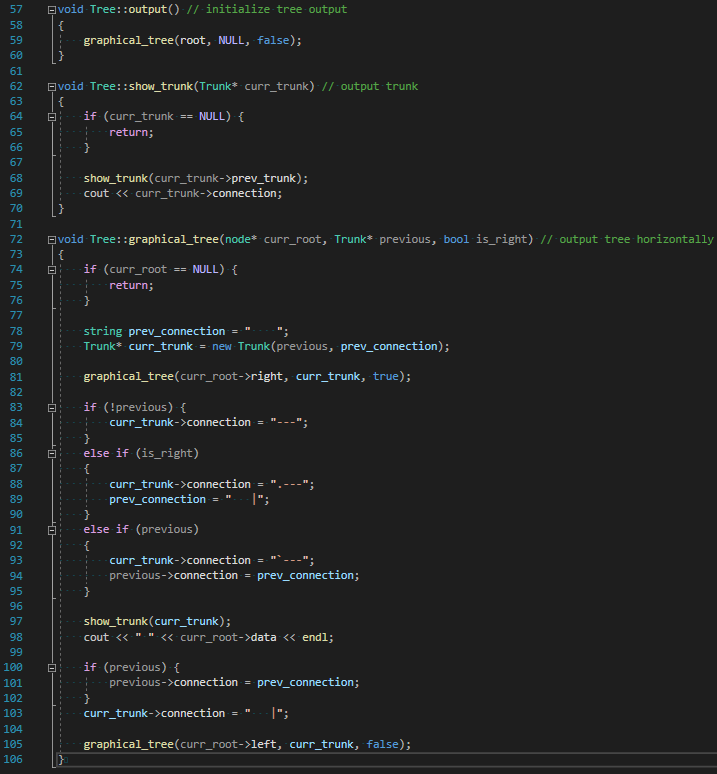 57 void Tree::output() // initialize tree output
58 {
59     graphical_tree(root, NULL, false);
60 }
61
62 void Tree::show_trunk(Trunk* curr_trunk) // output trunk
63 {
64     if (curr_trunk == NULL) {
65         return;
66     }
67
68     show_trunk(curr_trunk->prev_trunk);
69     cout << curr_trunk->connection;
70 }
71
72 void Tree::graphical_tree(node* curr_root, Trunk* previous, bool is_right) // output tree horizontally
73 {
74     if (curr_root == NULL) {
75         return;
76     }
77
78     string prev_connection = "    ";
79     Trunk* curr_trunk = new Trunk(previous, prev_connection);
80
81     graphical_tree(curr_root->right, curr_trunk, true);
82
83     if (!previous) {
84         curr_trunk->connection = "---";
85     }
86     else if (is_right)
87     {
88         curr_trunk->connection = ".---";
89         prev_connection = "   |";
90     }
91     else if (previous)
92     {
93         curr_trunk->connection = "`---";
94         previous->connection = prev_connection;
95     }
96
97     show_trunk(curr_trunk);
98     cout << " " << curr_root->data << endl;
99
100     if (previous) {
101         previous->connection = prev_connection;
102     }
103     curr_trunk->connection = "   |";
104
105     graphical_tree(curr_root->left, curr_trunk, false);
106 }